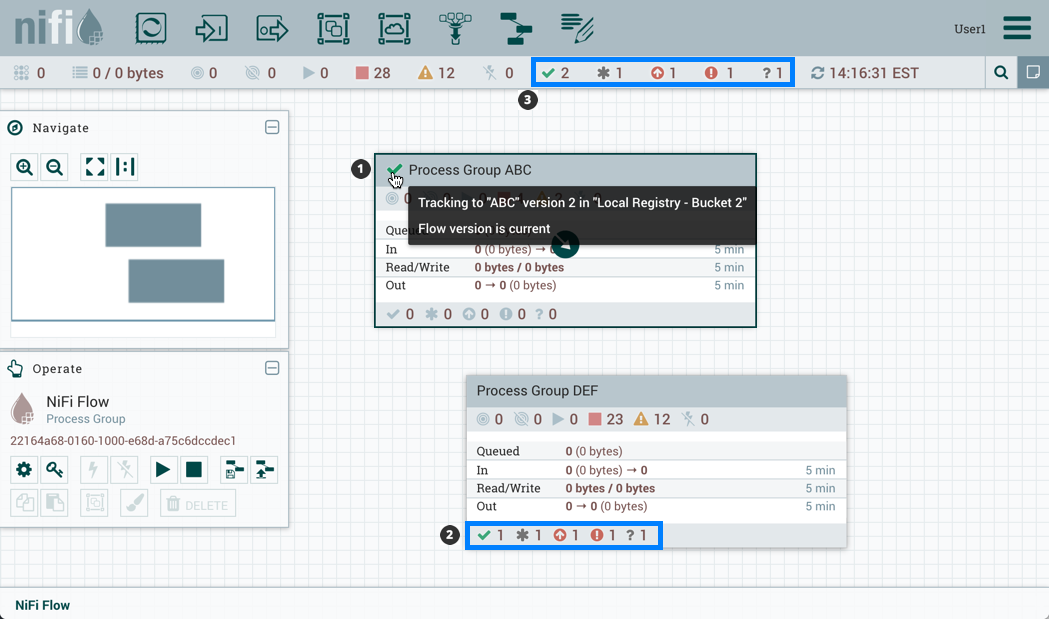 nifi
User1
0 0 / 0 bytes 0 0 0 28 12 0 2 1 1 1 ? 1 14:16:31 EST
3
Navigate
1 Process Group ABC
Tracking to "ABC" version 2 in "Local Registry - Bucket 2"
Flow version is current
Queued
In 0 (0 bytes) → 0 5 min
Read/Write 0 bytes / 0 bytes 5 min
Out 0 → 0 (0 bytes) 5 min
0 0 0 0 ? 0
Operate
NiFi Flow
Process Group
22164a68-0160-1000-e68d-a75c6dccdec1
DELETE
Process Group DEF
0 0 0 23 12 0
Queued 0 (0 bytes)
In 0 (0 bytes) → 0 5 min
Read/Write 0 bytes / 0 bytes 5 min
Out 0 → 0 (0 bytes) 5 min
2 1 1 1 1 ? 1
NiFi Flow